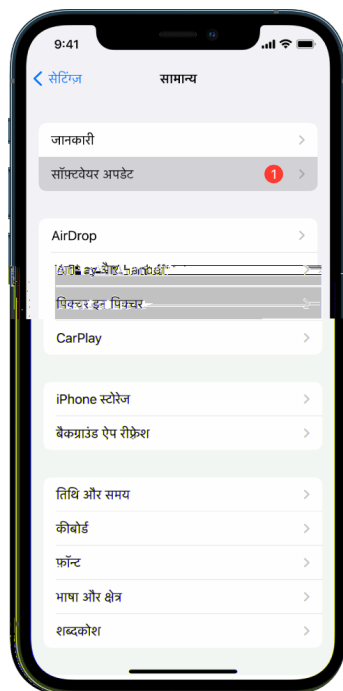 9:41
सेटिंग्ज़
सामान्य
जानकारी
सॉफ़्टवेयर अपडेट
1
AirDrop
पिक्चर इन पिक्चर
CarPlay
iPhone स्टोरेज
बैकग्राउंड ऐप रीफ़्रेश
तिथि और समय
कीबोर्ड
फ़ॉन्ट
भाषा और क्षेत्र
शब्दकोश